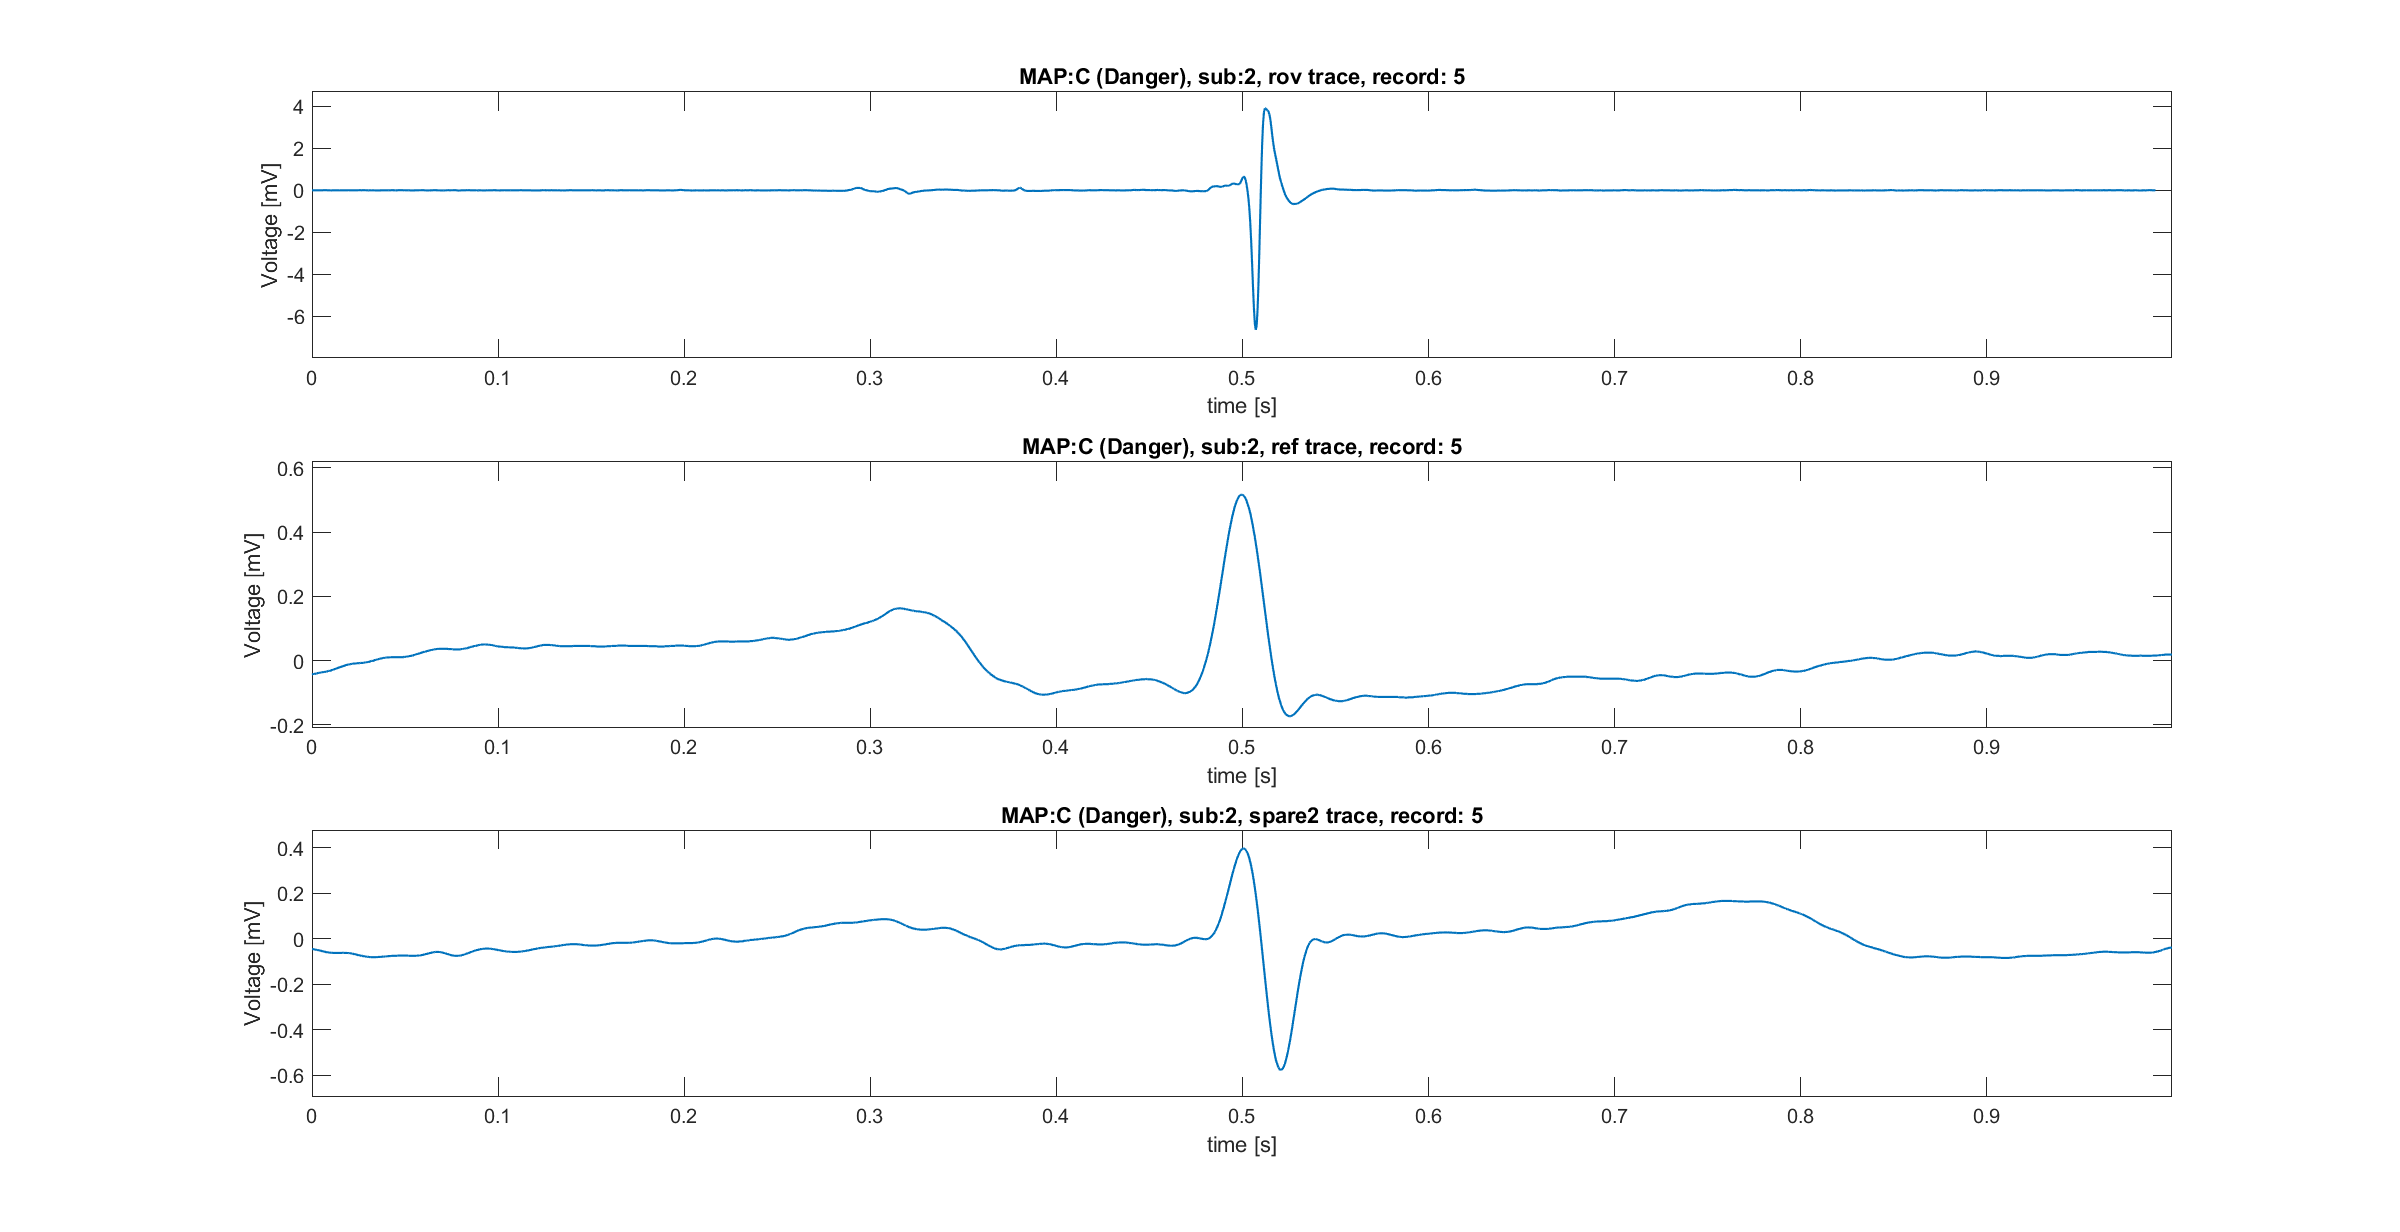 MAP:C (Danger), sub:2, rov trace, record: 5
4
2
0
-2
-4
-6
Voltage [mV]
0 0.1 0.2 0.3 0.4 0.5 0.6 0.7 0.8 0.9
time [s]
MAP:C (Danger), sub:2, ref trace, record: 5
0.6
0.4
0.2
0
-0.2
Voltage [mV]
0 0.1 0.2 0.3 0.4 0.5 0.6 0.7 0.8 0.9
time [s]
MAP:C (Danger), sub:2, spare2 trace, record: 5
0.4
0.2
0
-0.2
-0.4
-0.6
Voltage [mV]
0 0.1 0.2 0.3 0.4 0.5 0.6 0.7 0.8 0.9
time [s]